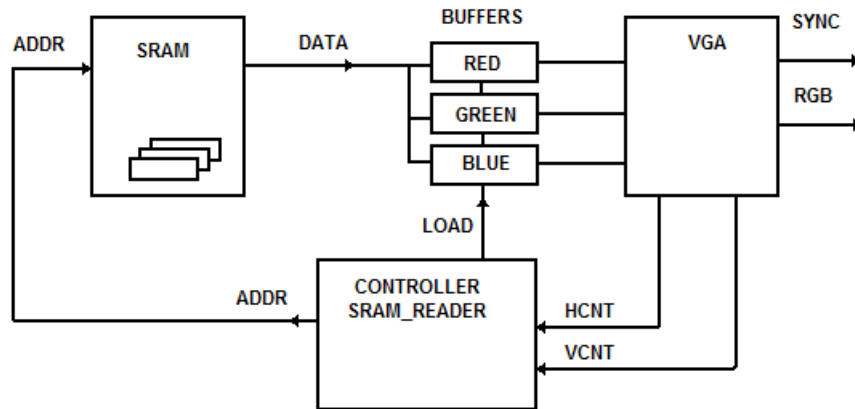 BUFFERS
SYNC
ADDR
SRAM
DATA
VGA
RED
RGB
GREEN
BLUE
LOAD
CONTROLLER
SRAM_READER
ADDR
HCNT
VCNT